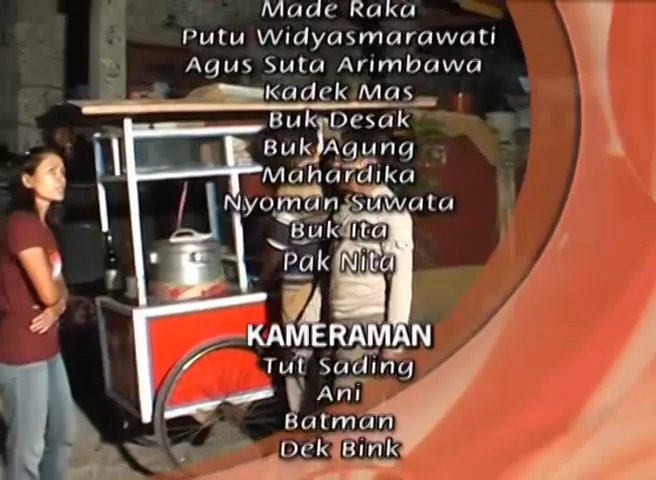 Made Raka
Putu Widyasmarawati
Agus Suta Arimbawa
Kadek Mas
Buk Desak
Buk Agung
Mahardika
Nyoman Suwata
Buk Ita
Pak Nita
KAMERAMAN
Tut Sading
Ani
Batman
Dek Bink